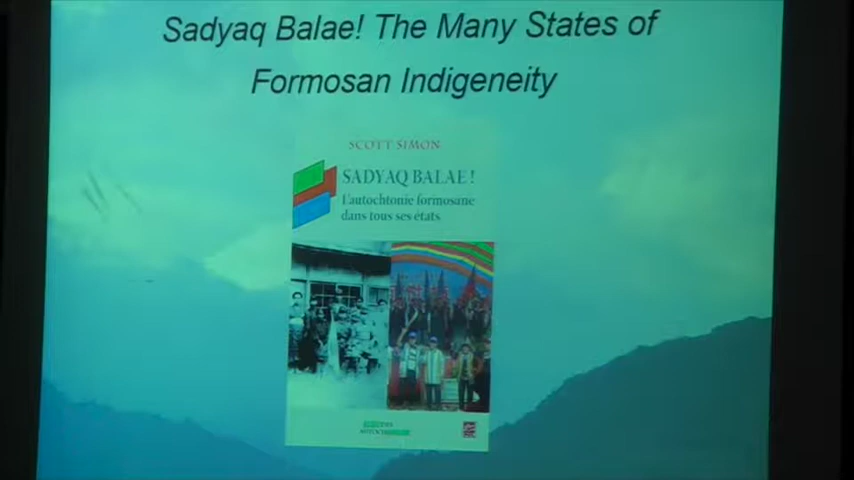 Sadyaq Balae! The Many States of
Formosan Indigeneity
SCOTT SIMON
SADYAQ BALAE!
L'autochtonie formosane
dans tous ses états